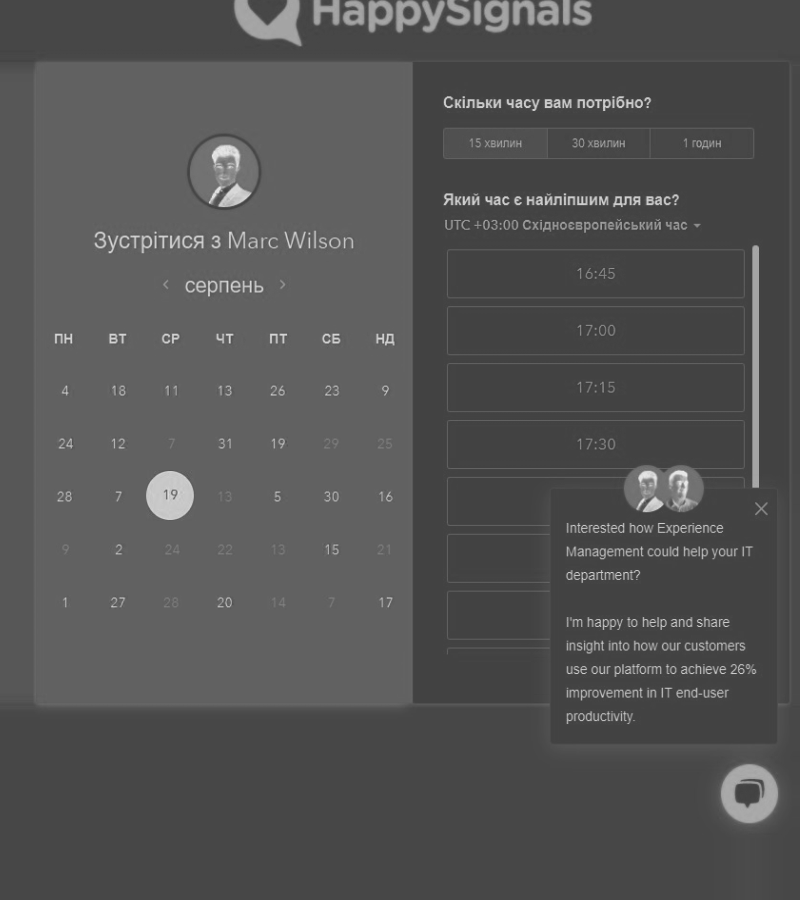 HappySignals
Зустрітися з Marc Wilson
серпень
ПН ВТ СР ЧТ ПТ СБ НД
4 18 11 13 26 23 9
24 12 7 31 19 29 25
28 7 19 13 5 30 16
9 2 24 22 13 15 21
1 27 28 20 14 7 17
Скільки часу вам потрібно?
15 хвилин 30 хвилин 1 годин
Який час є найліпшим для вас?
UTC +03:00 Східноєвропейський час
16:45
17:00
17:15
17:30
Interested how Experience
Management could help your IT
department?
I'm happy to help and share
insight into how our customers
use our platform to achieve 26%
improvement in IT end-user
productivity.